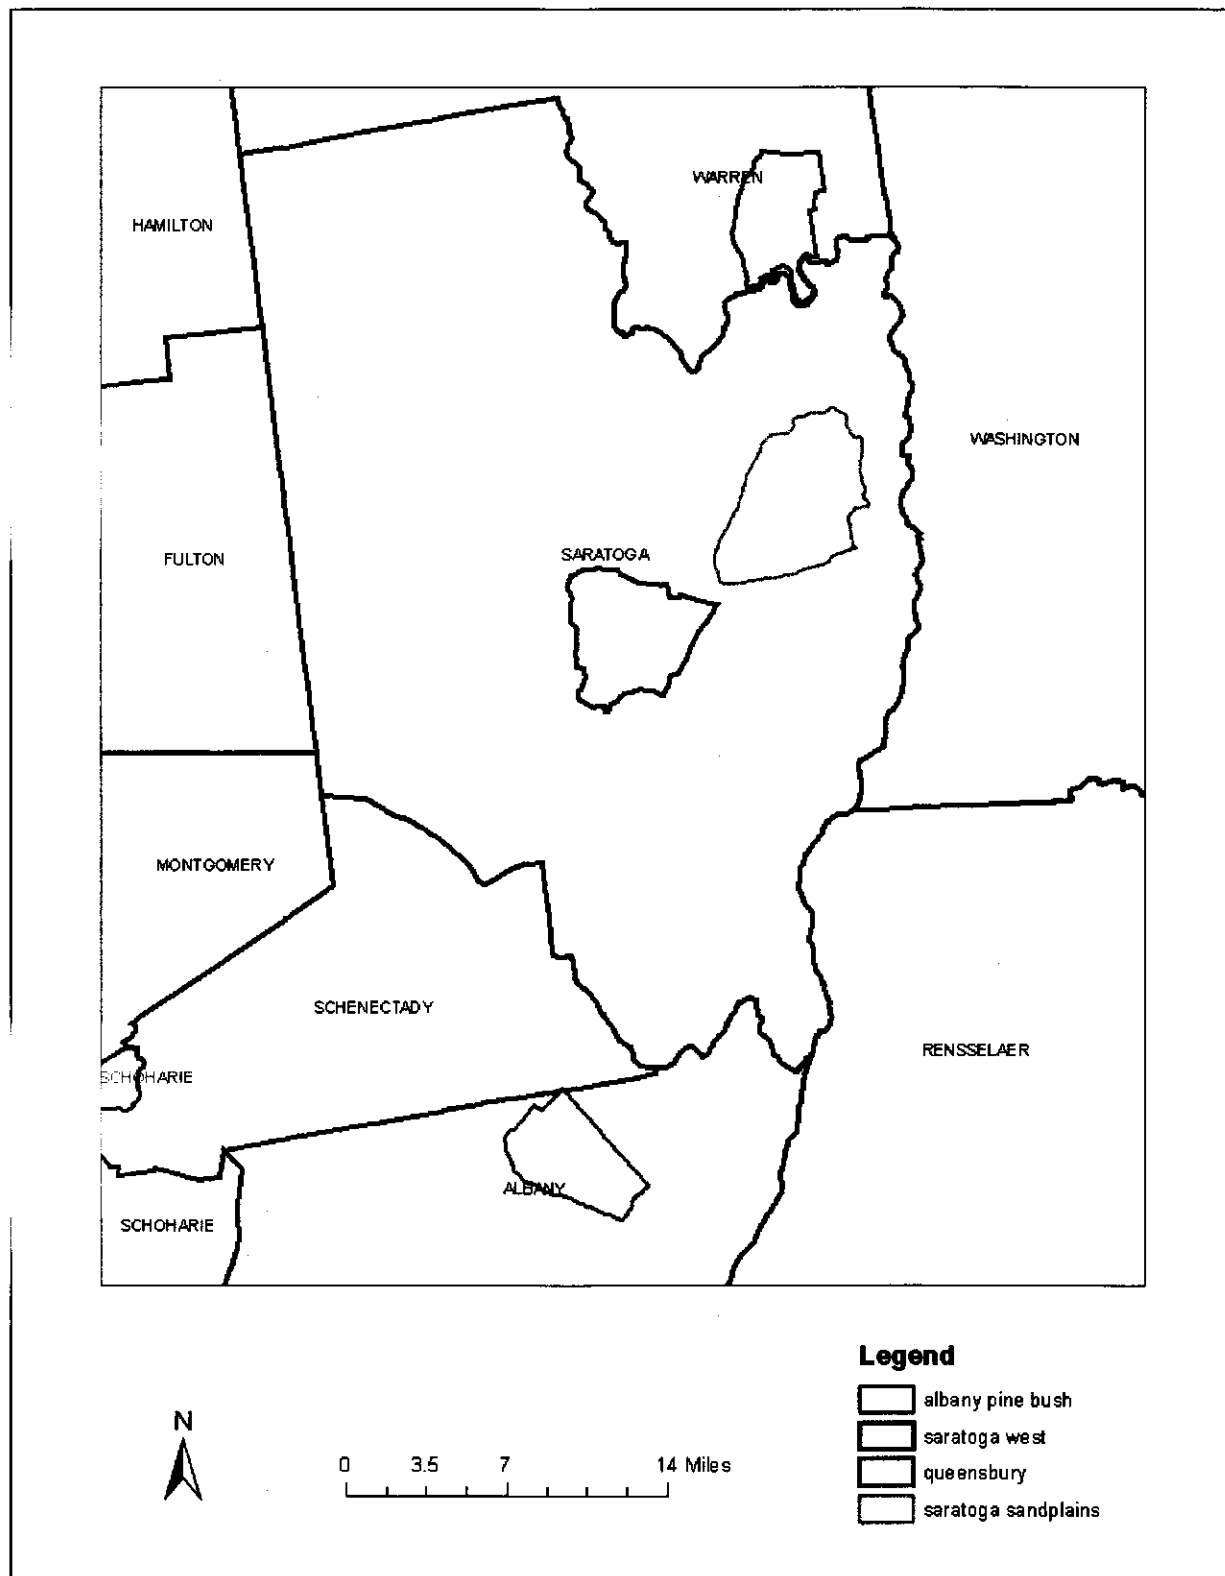 WARREN
HAMILTON
WASHINGTON
SARATOGA
FULTON
MONTGOMERY
SCHENECTADY
RENSSELAER
SCHOHARIE
ALBANY
SCHOHARIE
Legend
albany pine bush
saratoga west
queensbury
saratoga sandplains
N
0 3.5 7 14 Miles